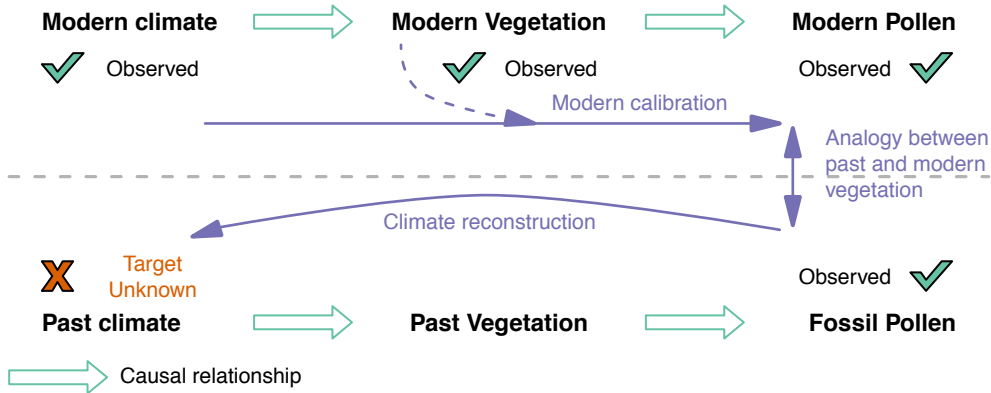 Modern climate
Modern Vegetation
Modern Pollen
Observed
Observed
Observed
Modern calibration
Analogy between
past and modern
vegetation
Climate reconstruction
Target
Unknown
Observed
Past climate
Past Vegetation
Fossil Pollen
Causal relationship